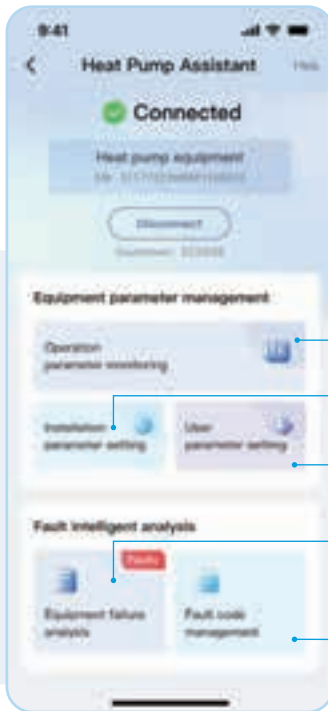 9:41
Heat Pump Assistant
Connected
Heat pump equipment
Disconnect
Equipment parameter management
Operation
parameter monitoring
Installation
parameter setting
User
parameter setting
Fault intelligent analysis
Faults
Equipment failure
analysis
Fault code
management